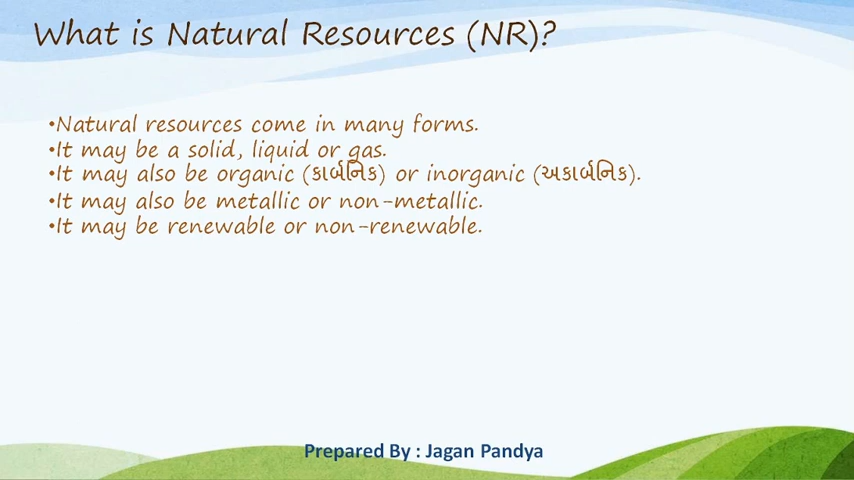 What is Natural Resources (NR)?
•Natural resources come in many forms.
•It may be a solid, liquid or gas.
•It may also be organic (કાર્બનિક) or inorganic (અકાર્બનિક).
•It may also be metallic or non-metallic.
•It may be renewable or non-renewable.
Prepared By : Jagan Pandya